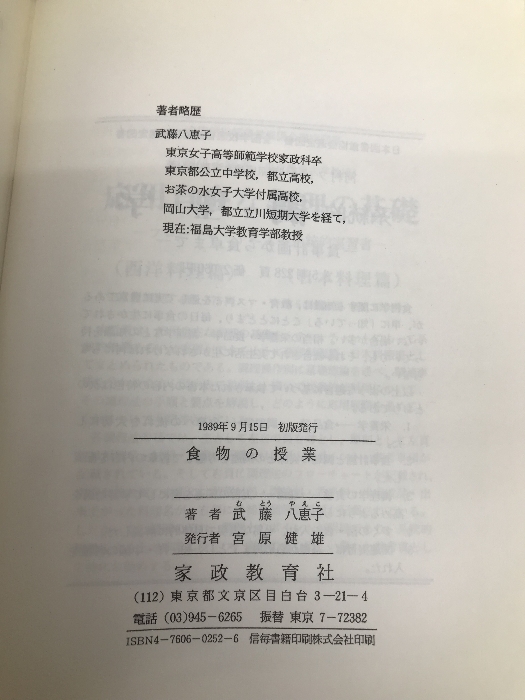 著者略歴
武藤八恵子
東京女子高等師範学校家政科卒
東京都公立中学校，都立高校，
お茶の水女子大学付属高校，
岡山大学，都立立川短期大学を経て，
現在:福島大学教育学部教授
1989年9月15日　初版発行
食物の授業
む　とう　や　え　こ
著者　武藤　八恵子
発行者　宮原健雄
家政教育社
(112) 東京都文京区目白台3－21－4
電話 (03)945－6265　振替 東京 7－72382
ISBN4－7606－0252－6　信毎書籍印刷株式会社印刷